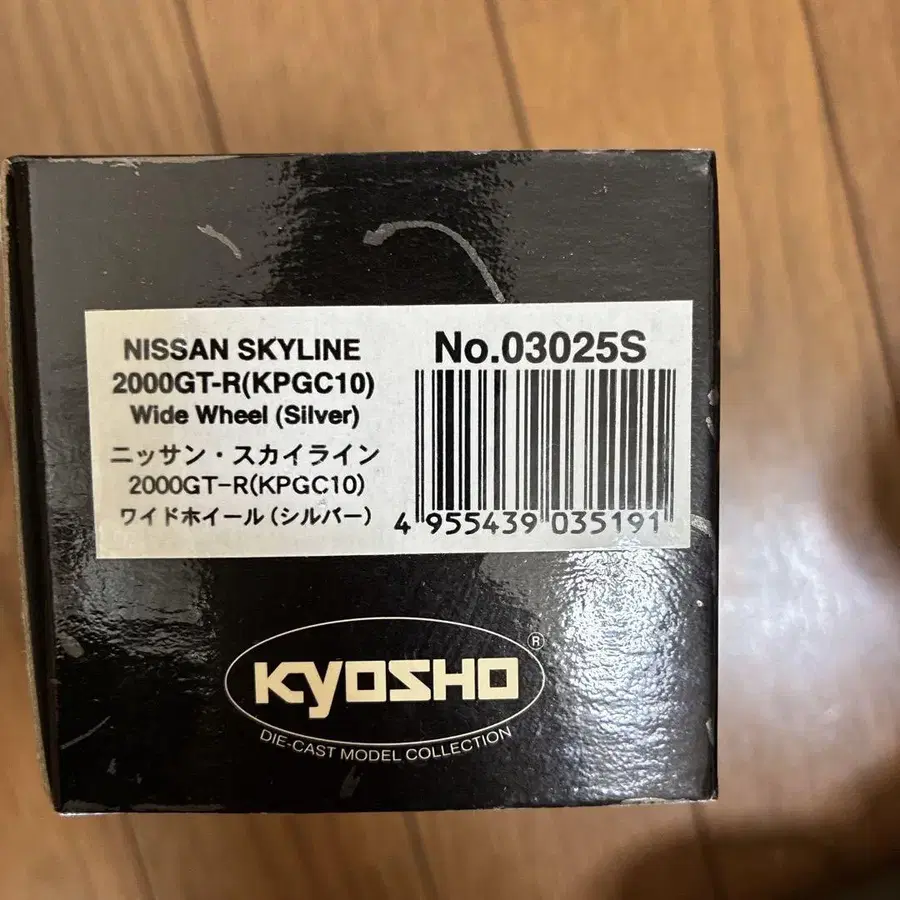 NISSAN SKYLINE
2000GT-R(KPGC10)
Wide Wheel (Silver)
ニッサン・スカイライン
2000GT-R(KPGC10)
ワイドホイール(シルバー)
No.03025S
4 955439 035191
KYOSHO ®
DIE-CAST MODEL COLLECTION